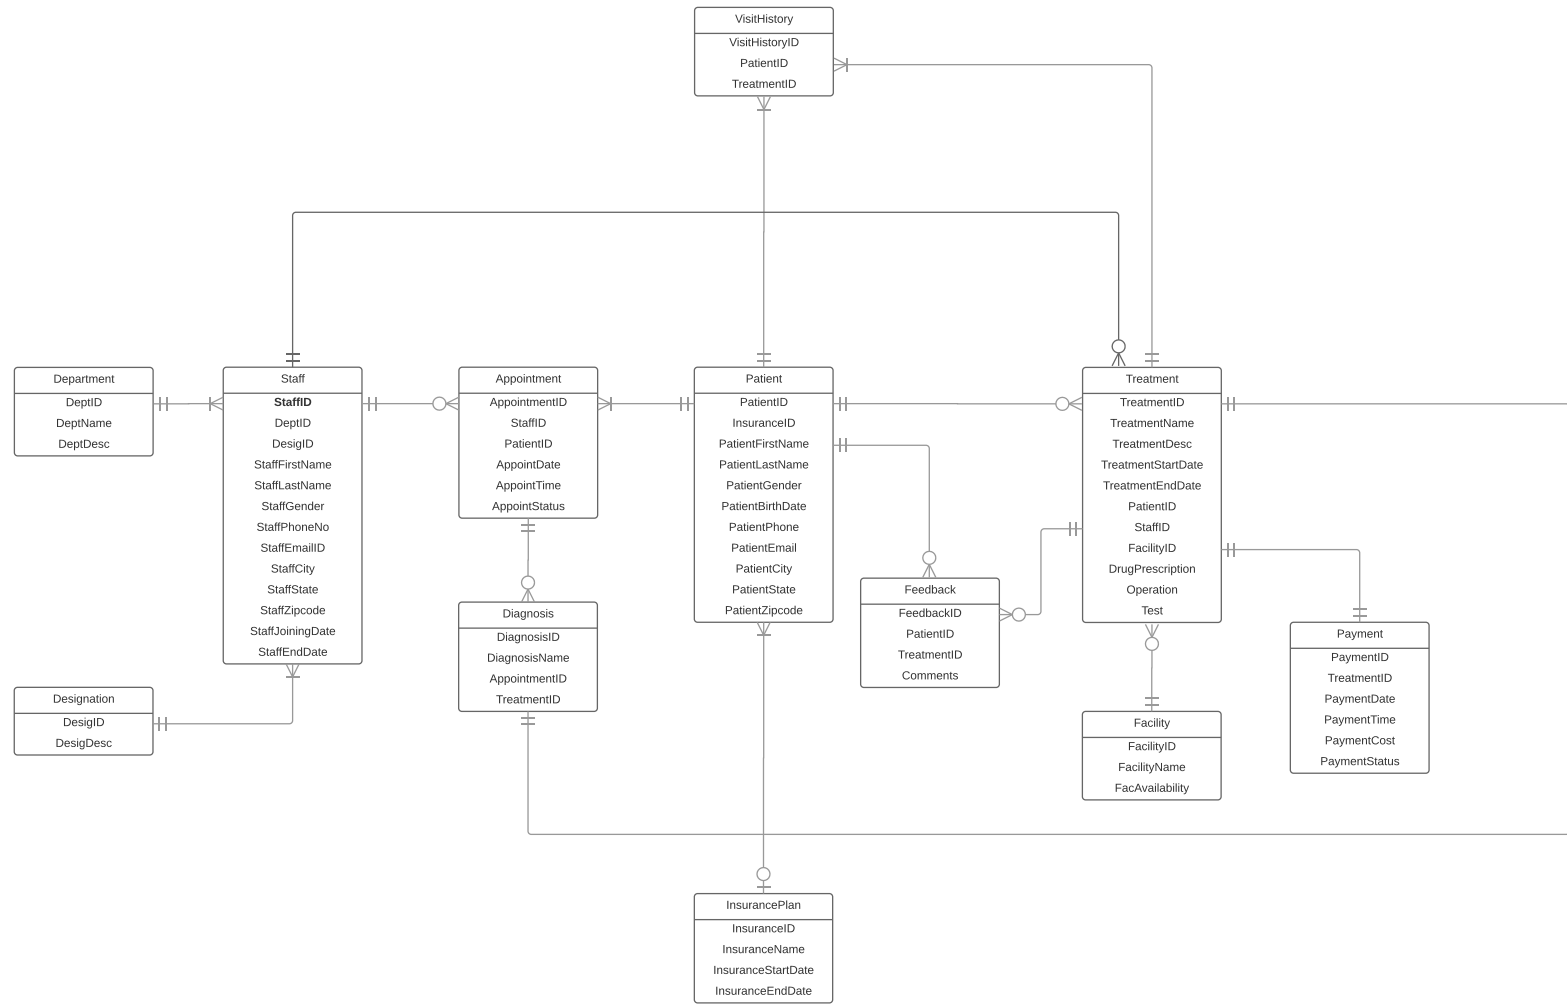 VisitHistory
VisitHistoryID
PatientID
TreatmentID
Department
DeptID
DeptName
DeptDesc
Staff
StaffID
DeptID
DesigID
StaffFirstName
StaffLastName
StaffGender
StaffPhoneNo
StaffEmailID
StaffCity
StaffState
StaffZipcode
StaffJoiningDate
StaffEndDate
Appointment
AppointmentID
StaffID
PatientID
AppointDate
AppointTime
AppointStatus
Patient
PatientID
InsuranceID
PatientFirstName
PatientLastName
PatientGender
PatientBirthDate
PatientPhone
PatientEmail
PatientCity
PatientState
PatientZipcode
Treatment
TreatmentID
TreatmentName
TreatmentDesc
TreatmentStartDate
TreatmentEndDate
PatientID
StaffID
FacilityID
DrugPrescription
Operation
Test
Designation
DesigID
DesigDesc
Diagnosis
DiagnosisID
DiagnosisName
AppointmentID
TreatmentID
Feedback
FeedbackID
PatientID
TreatmentID
Comments
Payment
PaymentID
TreatmentID
PaymentDate
PaymentTime
PaymentCost
PaymentStatus
Facility
FacilityID
FacilityName
FacAvailability
InsurancePlan
InsuranceID
InsuranceName
InsuranceStartDate
InsuranceEndDate